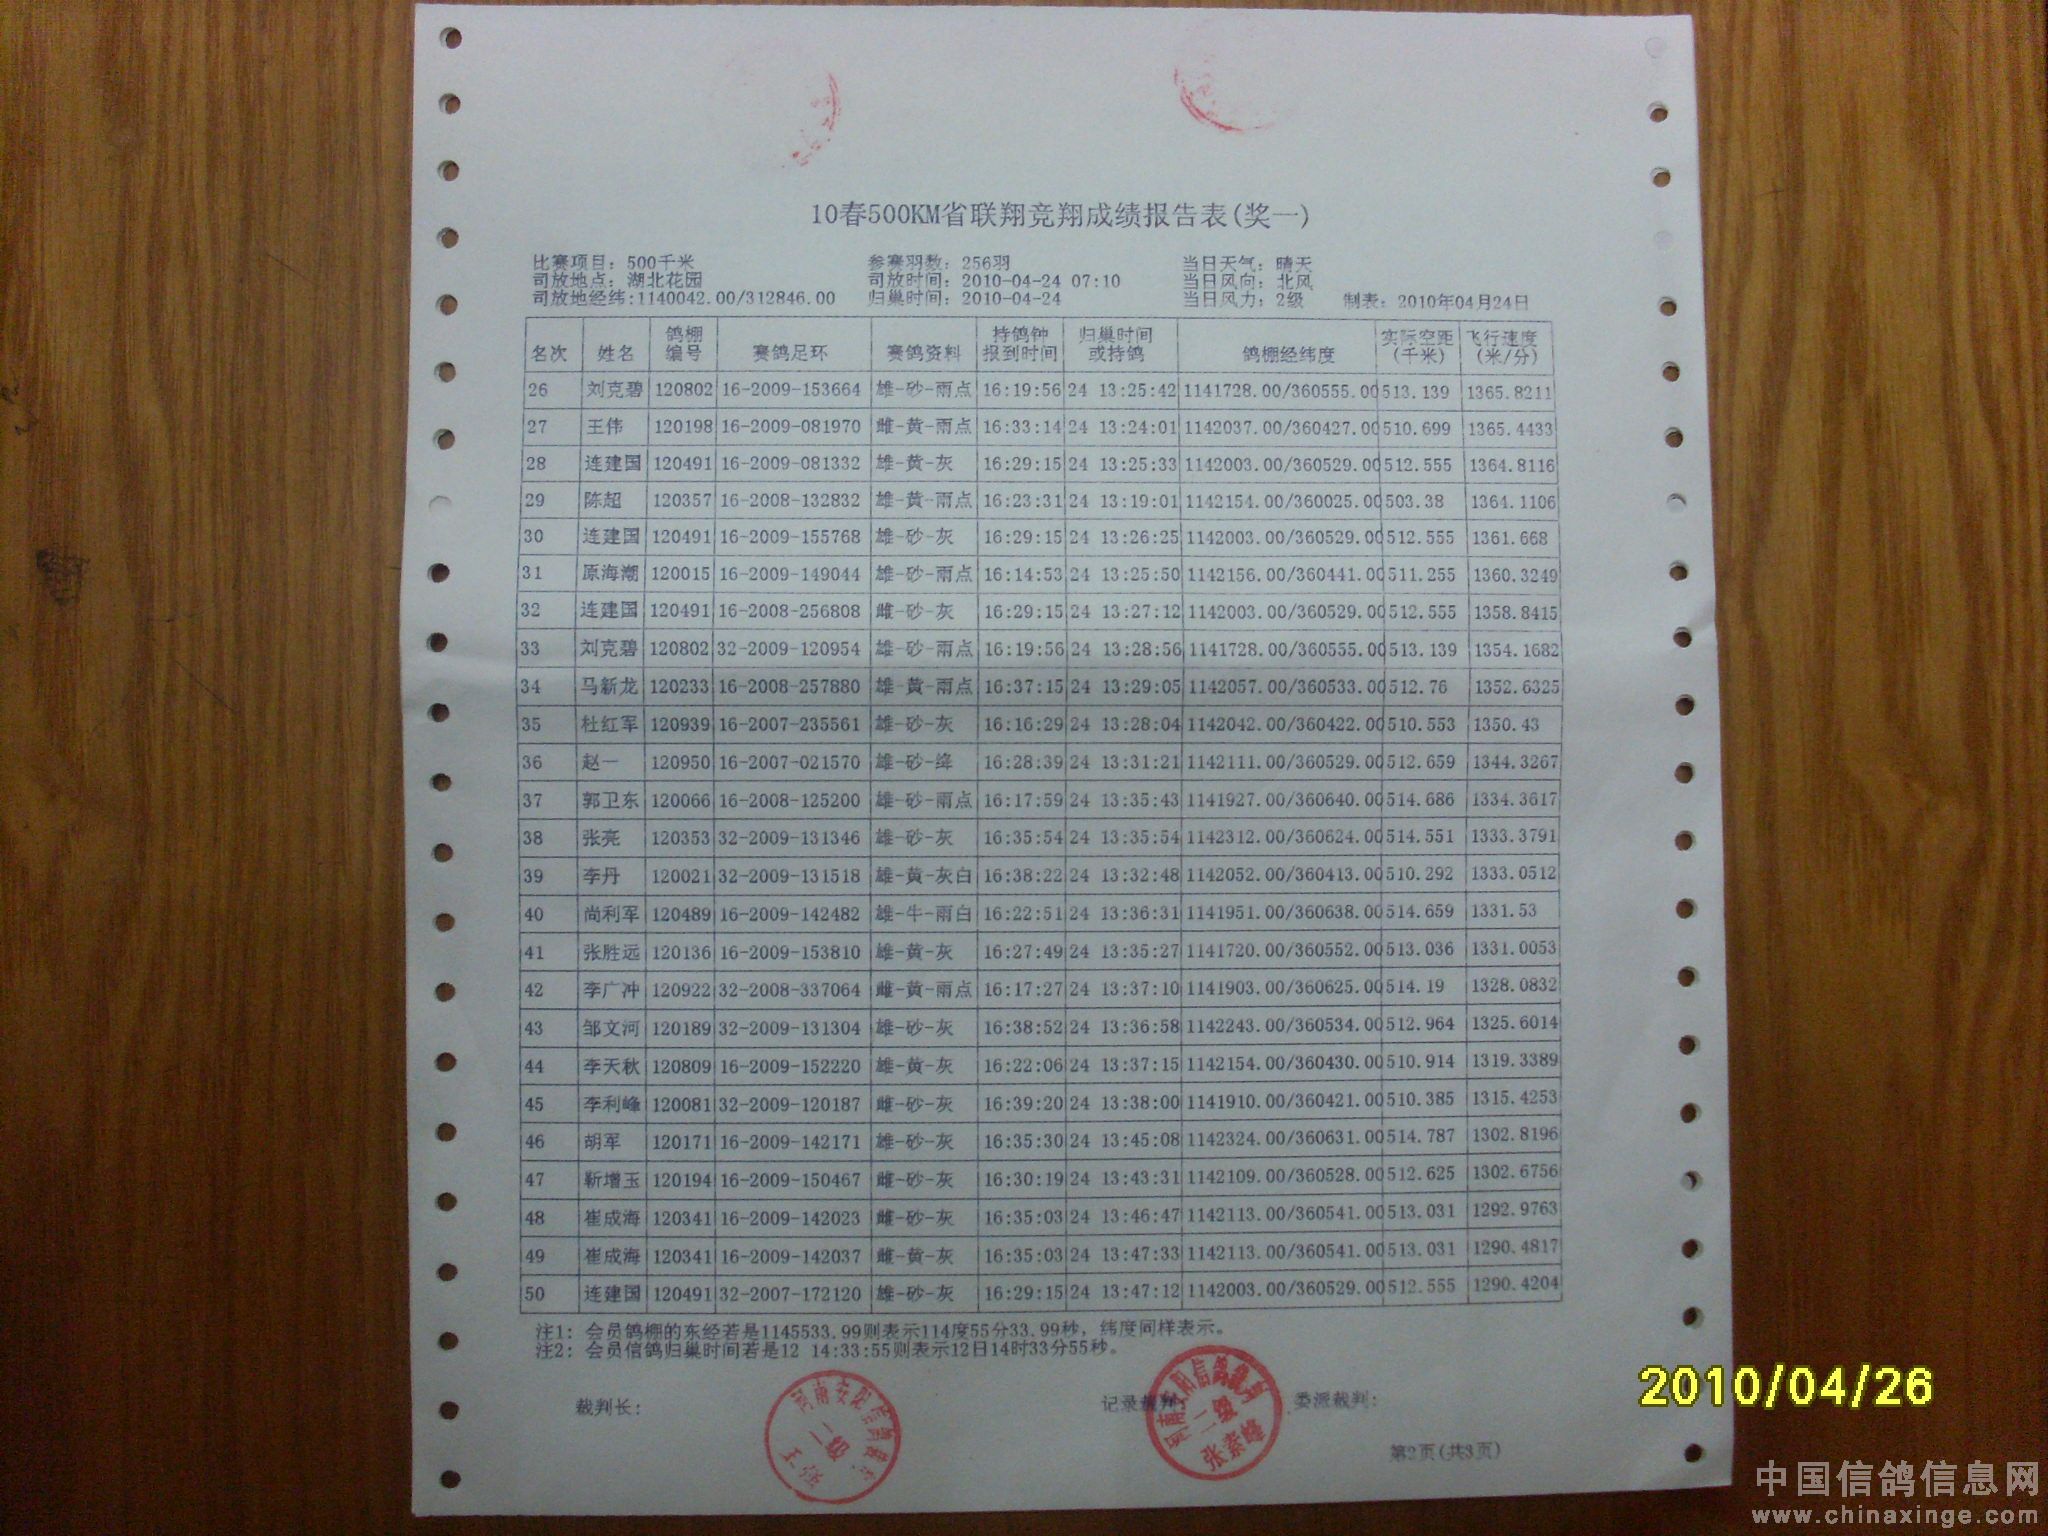 10春500KM省联翔竞翔成绩报告表(奖一)
比赛项目: 500千米 参赛羽数: 256羽 当日天气: 晴天
司放地点: 湖北花园 司放时间: 2010-04-24 07:10 当日风向: 北风
司放地经纬:1140042.00/312846.00 归巢时间: 2010-04-24 当日风力: 2级 制表: 2010年04月24日
名次 姓名 鸽棚编号 赛鸽足环 赛鸽资料 持鸽钟报到时间 归巢时间或持鸽 鸽棚经纬度 实际空距(千米) 飞行速度(米/分)
26 刘克碧 120802 16-2009-153664 雄-砂-雨点 16:19:56 24 13:25:42 1141728.00/360555.00 513.139 1365.8211
27 王伟 120198 16-2009-081970 雌-黄-雨点 16:33:14 24 13:24:01 1142037.00/360427.00 510.699 1365.4433
28 连建国 120491 16-2009-081332 雄-黄-灰 16:29:15 24 13:25:33 1142003.00/360529.00 512.555 1364.8116
29 陈超 120357 16-2008-132832 雄-黄-雨点 16:23:31 24 13:19:01 1142154.00/360025.00 503.38 1364.1106
30 连建国 120491 16-2009-155768 雄-砂-灰 16:29:15 24 13:26:25 1142003.00/360529.00 512.555 1361.668
31 原海潮 120015 16-2009-149044 雄-砂-雨点 16:14:53 24 13:25:50 1142156.00/360441.00 511.255 1360.3249
32 连建国 120491 16-2008-256808 雌-砂-灰 16:29:15 24 13:27:12 1142003.00/360529.00 512.555 1358.8415
33 刘克碧 120802 32-2009-120954 雄-砂-雨点 16:19:56 24 13:28:56 1141728.00/360555.00 513.139 1354.1682
34 马新龙 120233 16-2008-257880 雄-黄-雨点 16:37:15 24 13:29:05 1142057.00/360533.00 512.76 1352.6325
35 杜红军 120939 16-2007-235561 雄-砂-灰 16:16:29 24 13:28:04 1142042.00/360422.00 510.553 1350.43
36 赵一 120950 16-2007-021570 雄-砂-绛 16:28:39 24 13:31:21 1142111.00/360529.00 512.659 1344.3267
37 郭卫东 120066 16-2008-125200 雄-砂-雨点 16:17:59 24 13:35:43 1141927.00/360640.00 514.686 1334.3617
38 张亮 120353 32-2009-131346 雄-砂-灰 16:35:54 24 13:35:54 1142312.00/360624.00 514.551 1333.3791
39 李丹 120021 32-2009-131518 雄-黄-灰白 16:38:22 24 13:32:48 1142052.00/360413.00 510.292 1333.0512
40 尚利军 120489 16-2009-142482 雄-牛-雨白 16:22:51 24 13:36:31 1141951.00/360638.00 514.659 1331.53
41 张胜远 120136 16-2009-153810 雄-黄-灰 16:27:49 24 13:35:27 1141720.00/360552.00 513.036 1331.0053
42 李广冲 120922 32-2008-337064 雌-黄-雨点 16:17:27 24 13:37:10 1141903.00/360625.00 514.19 1328.0832
43 邹文河 120189 32-2009-131304 雄-砂-灰 16:38:52 24 13:36:58 1142243.00/360534.00 512.964 1325.6014
44 李天秋 120809 16-2009-152220 雄-黄-灰 16:22:06 24 13:37:15 1142154.00/360430.00 510.914 1319.3389
45 李利峰 120081 32-2009-120187 雌-砂-灰 16:39:20 24 13:38:00 1141910.00/360421.00 510.385 1315.4253
46 胡军 120171 16-2009-142171 雄-砂-灰 16:35:30 24 13:45:08 1142324.00/360631.00 514.787 1302.8196
47 靳增玉 120194 16-2009-150467 雌-砂-灰 16:30:19 24 13:43:31 1142109.00/360528.00 512.625 1302.6756
48 崔成海 120341 16-2009-142023 雌-砂-灰 16:35:03 24 13:46:47 1142113.00/360541.00 513.031 1292.9763
49 崔成海 120341 16-2009-142037 雌-黄-灰 16:35:03 24 13:47:33 1142113.00/360541.00 513.031 1290.4817
50 连建国 120491 32-2007-172120 雄-砂-灰 16:29:15 24 13:47:12 1142003.00/360529.00 512.555 1290.4204
注1: 会员鸽棚的东经若是1145533.99则表示114度55分33.99秒, 纬度同样表示。
注2: 会员信鸽归巢时间若是12 14:33:55则表示12日14时33分55秒。
裁判长: 记录裁判 委派裁判:
二级
王强
河南安阳信鸽裁判
二级
张素峰
第2页(共3页)
2010/04/26
中国信鸽信息网
www.chinaxinge.com